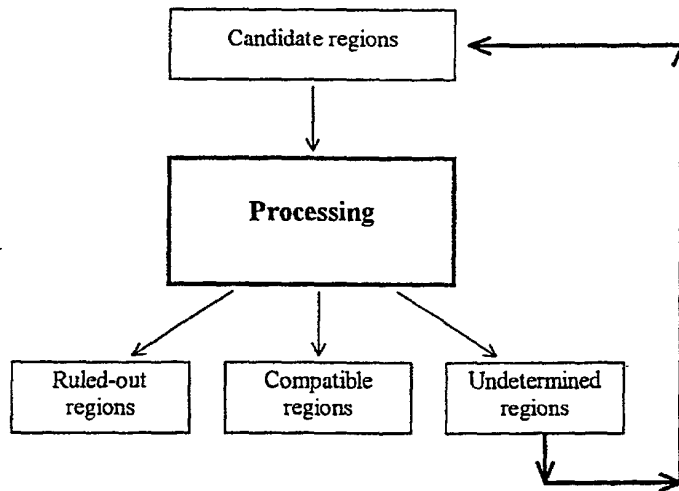 Candidate regions
Processing
Ruled-out
regions
Compatible
regions
Undetermined
regions